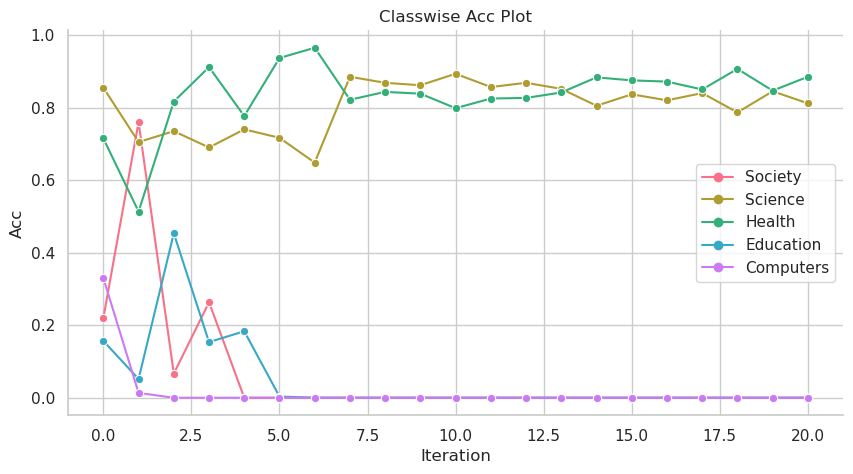 Classwise Acc Plot
Acc
1.0
0.8
0.6
0.4
0.2
0.0
Society
Science
Health
Education
Computers
0.0 2.5 5.0 7.5 10.0 12.5 15.0 17.5 20.0
Iteration